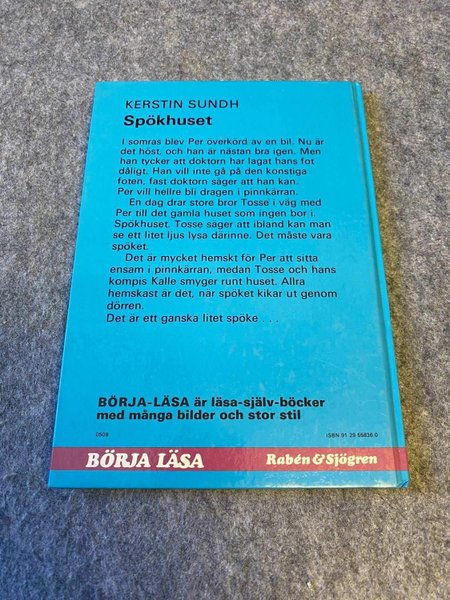 KERSTIN SUNDH
Spökhuset
I somras blev Per överkörd av en bil. Nu är
det höst, och han är nästan bra igen. Men
han tycker att doktorn har lagat hans fot
dåligt. Han vill inte gå på den konstiga
foten, fast doktorn säger att han kan.
Per vill hellre bli dragen i pinnkärran.
En dag drar store bror Tosse i väg med
Per till det gamla huset som ingen bor i.
Spökhuset. Tosse säger att ibland kan man
se ett litet ljus lysa därinne. Det måste vara
spöket.
Det är mycket hemskt för Per att sitta
ensam i pinnkärran, medan Tosse och hans
kompis Kalle smyger runt huset. Allra
hemskast är det, när spöket kikar ut genom
dörren.
Det är ett ganska litet spöke . . .
BÖRJA-LÄSA är läsa-själv-böcker
med många bilder och stor stil
0509 ISBN 91 29 55836 0
BÖRJA LÄSA Rabén & Sjögren